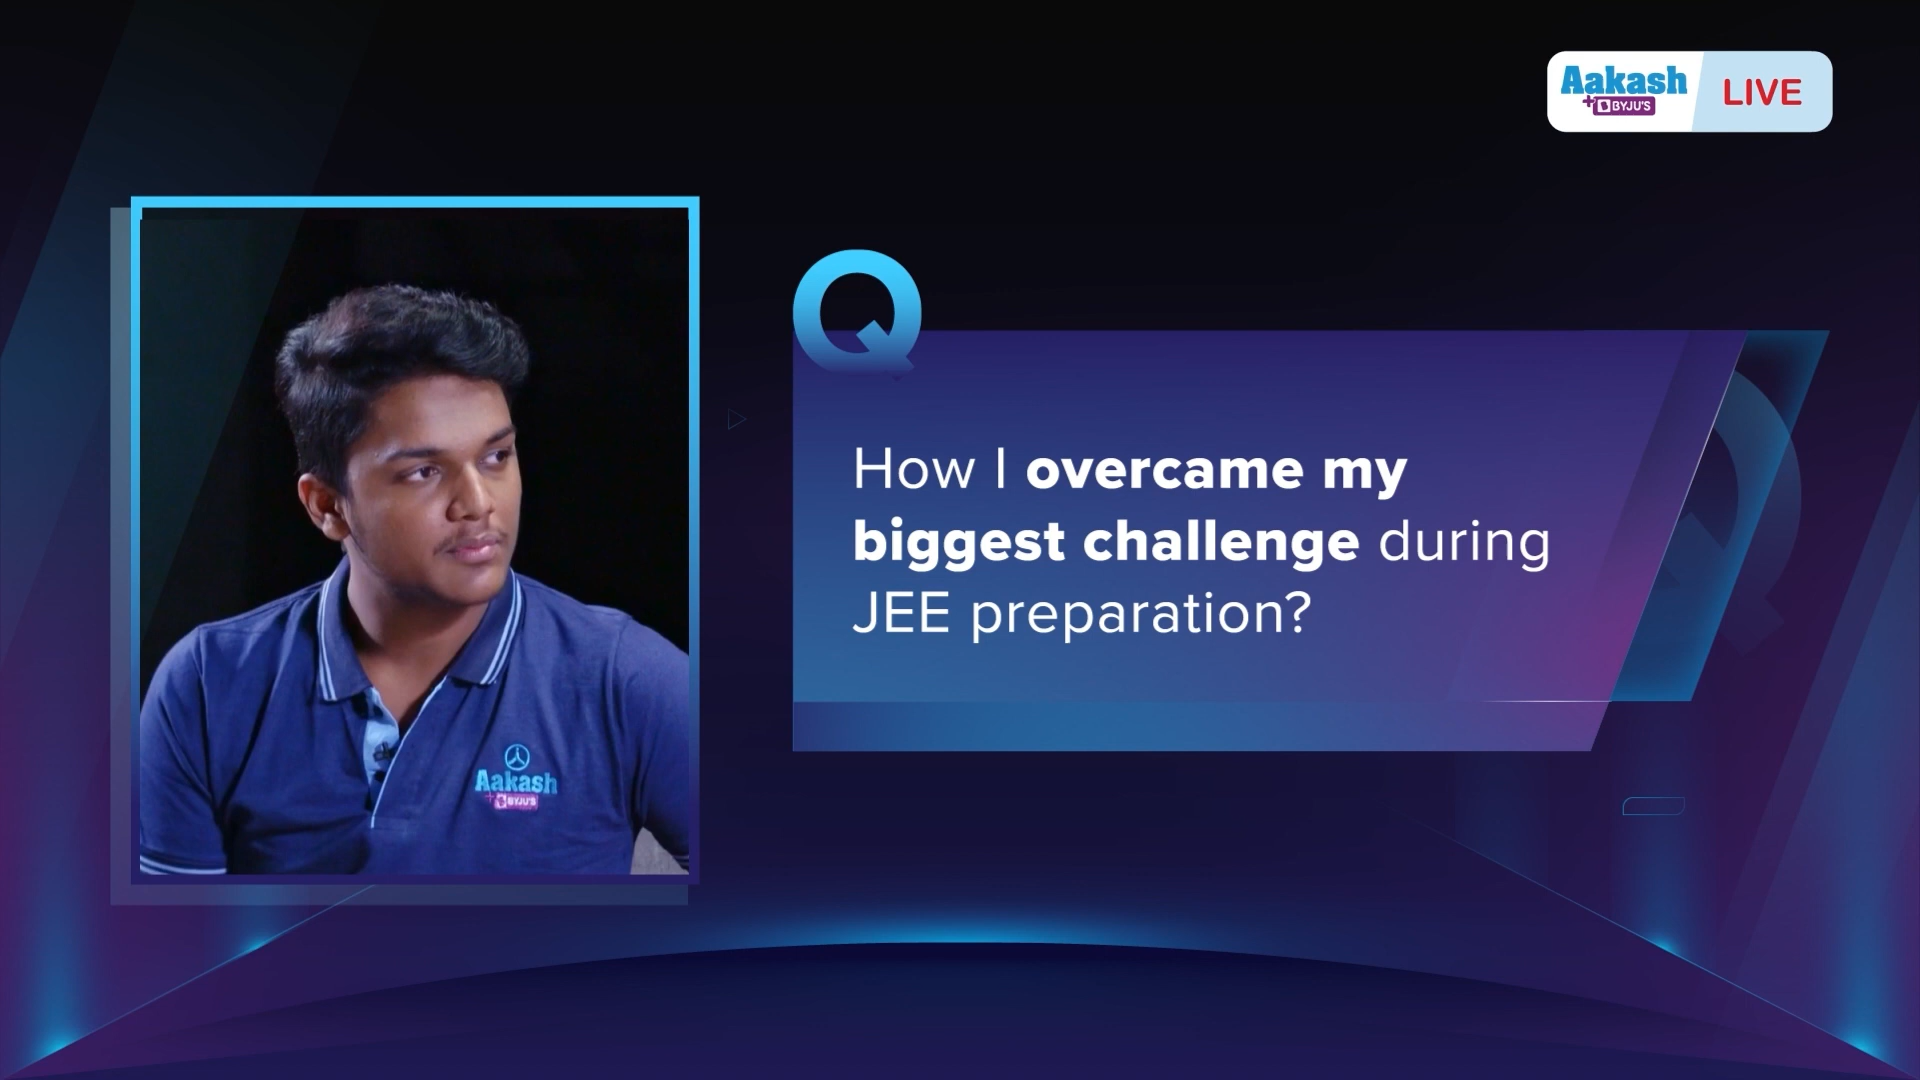 Aakash
+ BYJU'S
LIVE
Q
How I overcame my
biggest challenge during
JEE preparation?
Aakash
+ BYJU'S